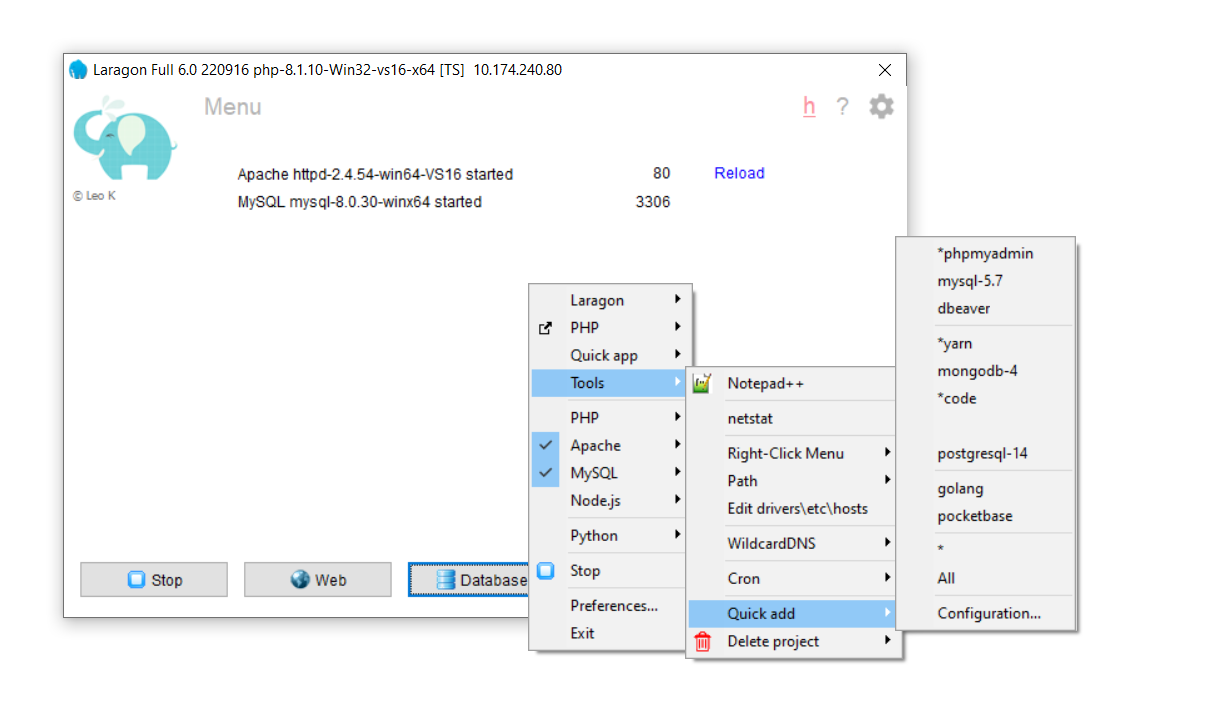 Laragon Full 6.0 220916 php-8.1.10-Win32-vs16-x64 [TS] 10.174.240.80
Menu
h ?
Apache httpd-2.4.54-win64-VS16 started 80 Reload
© Leo K
MySQL mysql-8.0.30-winx64 started 3306
Stop
Web
Database
Laragon
PHP
Quick app
Tools
PHP
Apache
MySQL
Node.js
Python
Stop
Preferences...
Exit
Notepad++
netstat
Right-Click Menu
Path
Edit drivers\etc\hosts
WildcardDNS
Cron
Quick add
Delete project
*phpmyadmin
mysql-5.7
dbeaver
*yarn
mongodb-4
*code
postgresql-14
golang
pocketbase
*
All
Configuration...